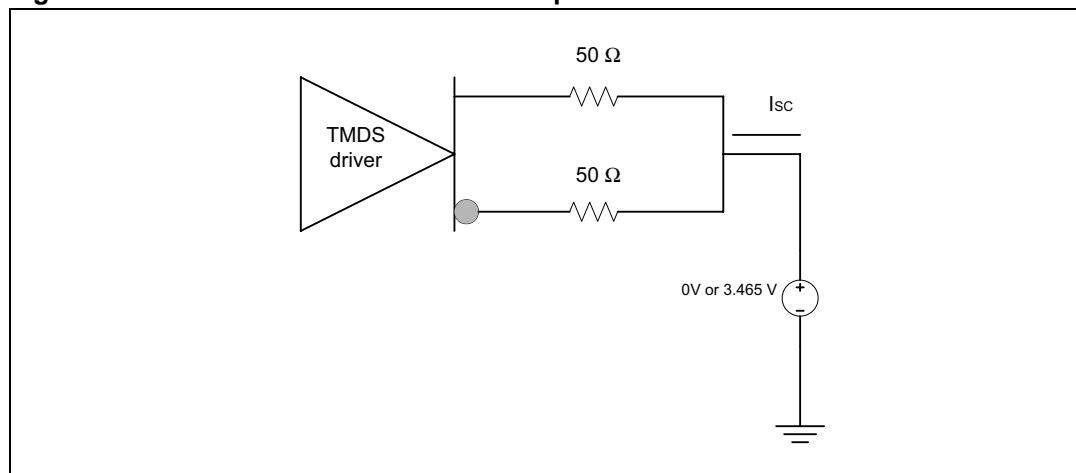 50 Ω
ISC
TMDS
driver
50 Ω
0V or 3.465 V
+
−